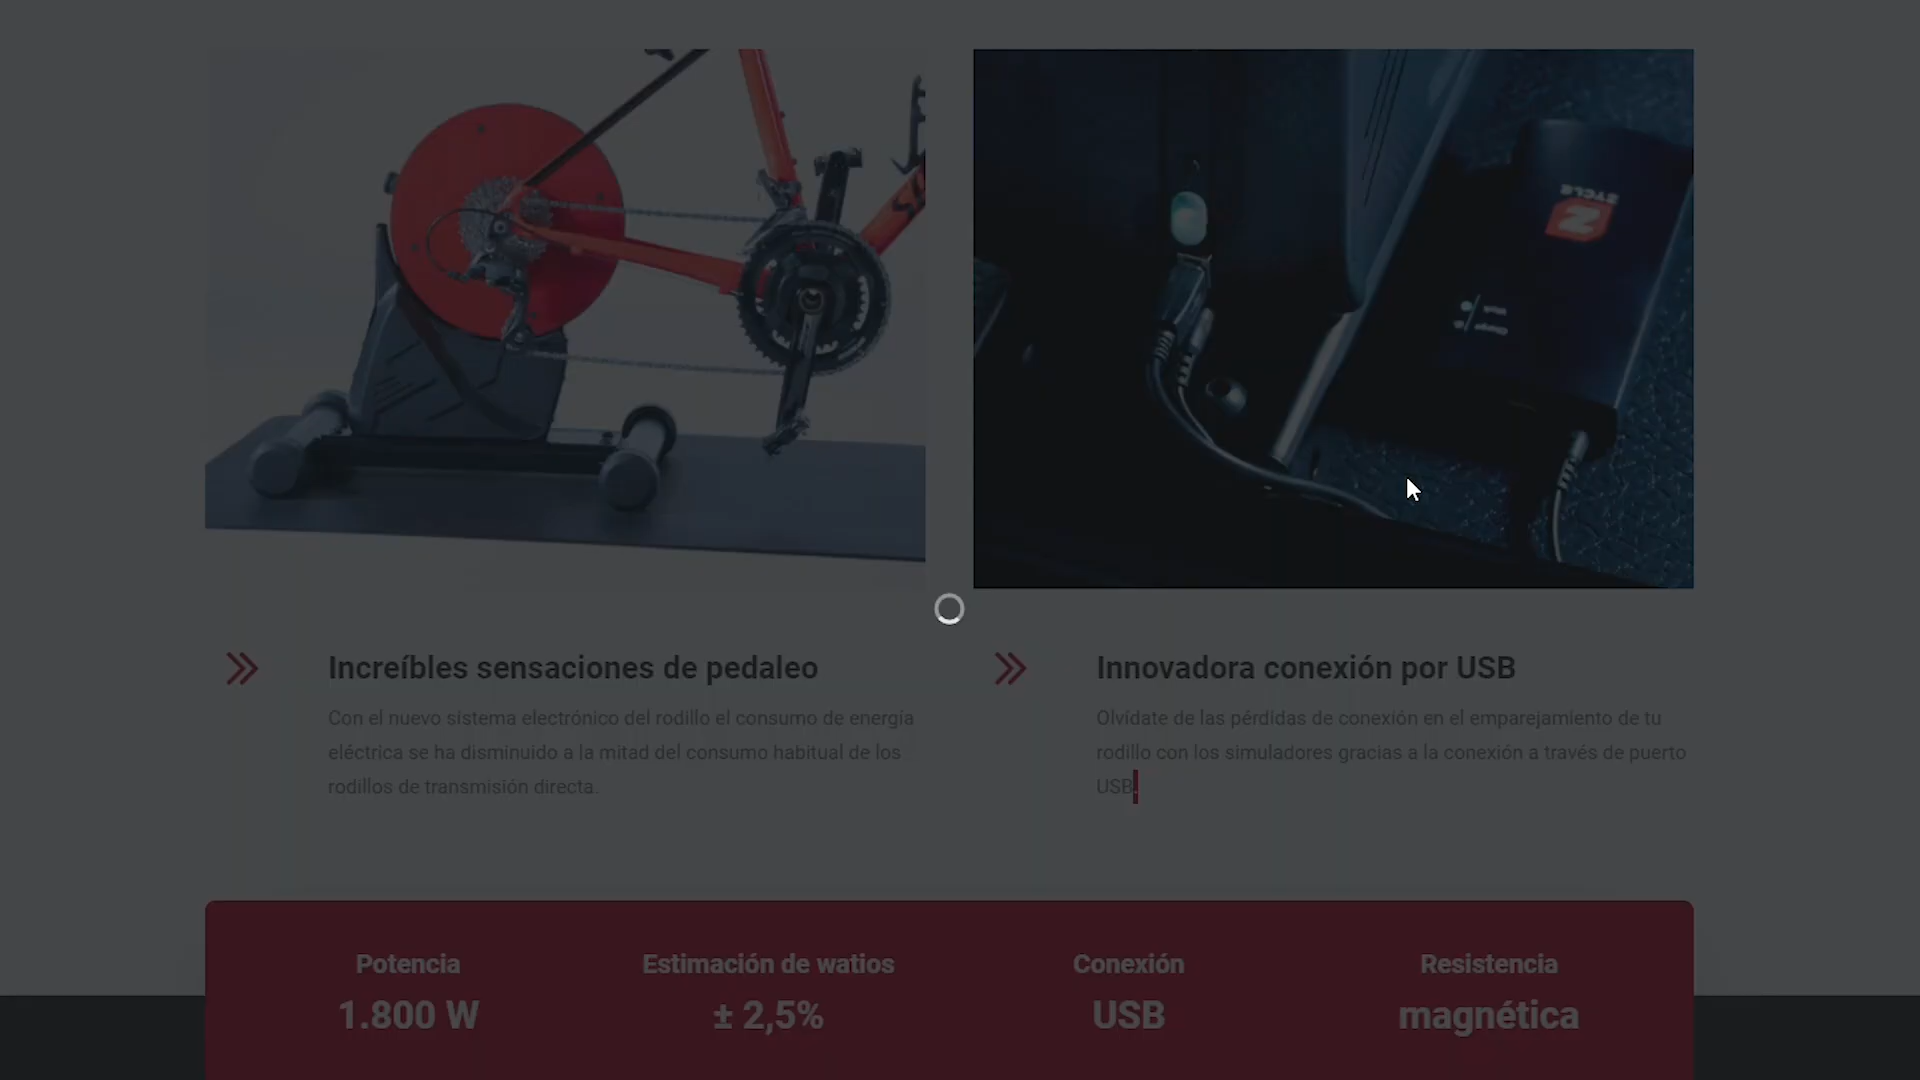 ZYCLE
Increíbles sensaciones de pedaleo
Con el nuevo sistema electrónico del rodillo el consumo de energía
eléctrica se ha disminuido a la mitad del consumo habitual de los
rodillos de transmisión directa.
Innovadora conexión por USB
Olvídate de las pérdidas de conexión en el emparejamiento de tu
rodillo con los simuladores gracias a la conexión a través de puerto
USB.
Potencia
1.800 W
Estimación de watios
± 2,5%
Conexión
USB
Resistencia
magnética